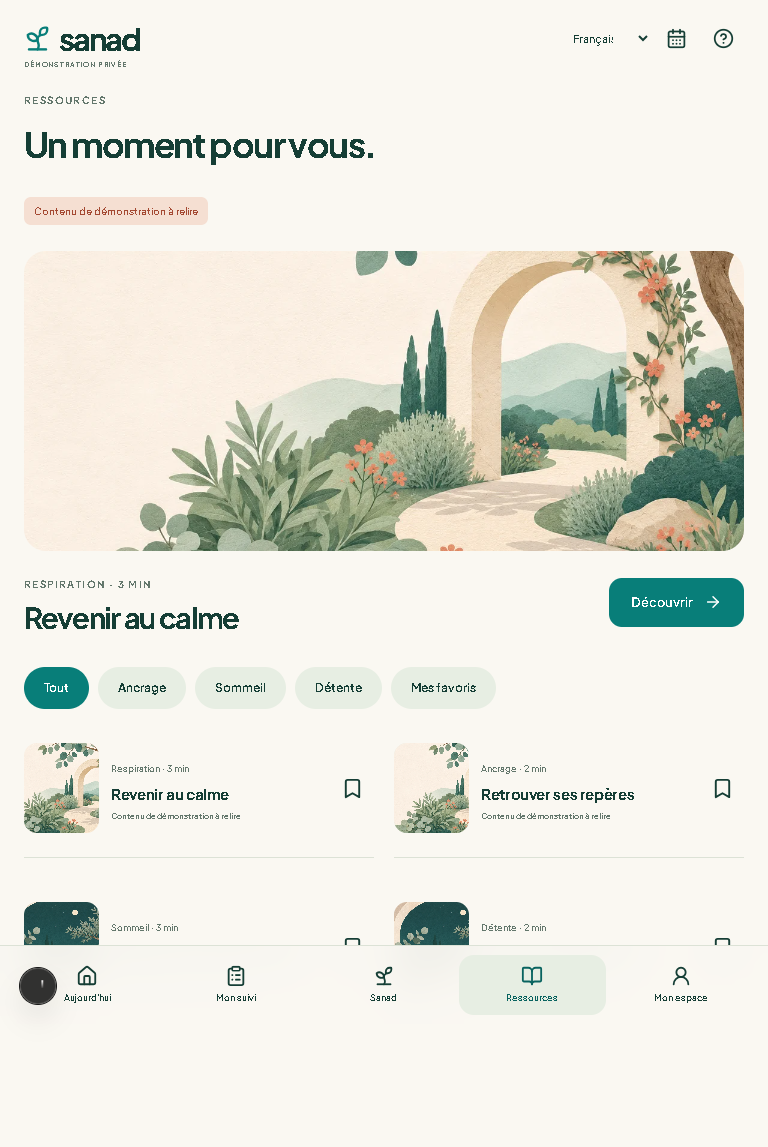 sanad
DÉMONSTRATION PRIVÉE
Français
RESSOURCES
Un moment pour vous.
Contenu de démonstration à relire
RESPIRATION · 3 MIN
Revenir au calme
Découvrir
Tout
Ancrage
Sommeil
Détente
Mes favoris
Respiration · 3 min
Revenir au calme
Contenu de démonstration à relire
Ancrage · 2 min
Retrouver ses repères
Contenu de démonstration à relire
Sommeil · 3 min
Détente · 2 min
Aujourd'hui
Mon suivi
Sanad
Ressources
Mon espace